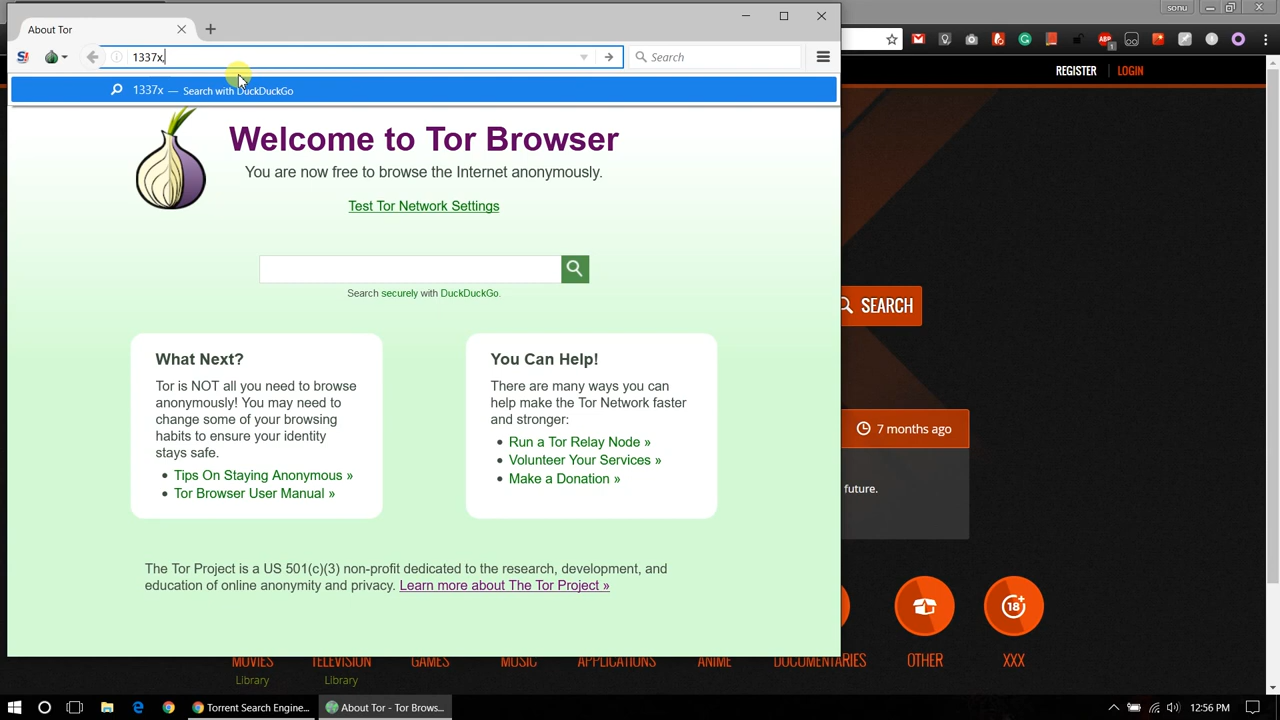 sonu
About Tor
1337x.
Search
1337x — Search with DuckDuckGo
REGISTER
LOGIN
ABP
1
Welcome to Tor Browser
You are now free to browse the Internet anonymously.
Test Tor Network Settings
Search securely with DuckDuckGo.
SEARCH
What Next?
Tor is NOT all you need to browse
anonymously! You may need to
change some of your browsing
habits to ensure your identity
stays safe.
• Tips On Staying Anonymous »
• Tor Browser User Manual »
You Can Help!
There are many ways you can
help make the Tor Network faster
and stronger:
• Run a Tor Relay Node »
• Volunteer Your Services »
• Make a Donation »
7 months ago
future.
The Tor Project is a US 501(c)(3) non-profit dedicated to the research, development, and
education of online anonymity and privacy. Learn more about The Tor Project »
18+
MOVIES
TELEVISION
GAMES
MUSIC
APPLICATIONS
ANIME
DOCUMENTARIES
OTHER
XXX
Library
Library
Torrent Search Engine...
About Tor - Tor Brows...
12:56 PM